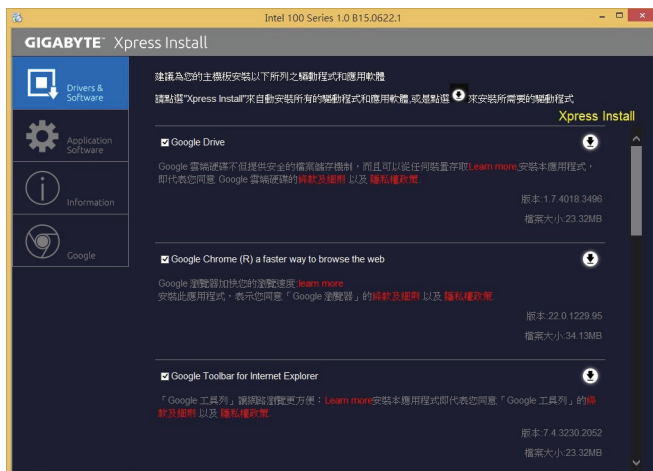 Intel 100 Series 1.0 B15.0622.1
GIGABYTE™ Xpress Install
Drivers &
Software
Application
Software
Information
Google
建議為您的主機板安裝以下所列之驅動程式和應用軟體
請點選"Xpress Install"來自動安裝所有的驅動程式和應用軟體,或是點選 來安裝所需要的驅動程式
Xpress Install
Google Drive
Google 雲端硬碟不但提供安全的檔案儲存機制，而且可以從任何裝置存取Learn more,安裝本應用程式，
即代表您同意 Google 雲端硬碟的條款及細則 以及 隱私權政策.
版本:1.7.4018.3496
檔案大小:23.32MB
Google Chrome (R) a faster way to browse the web
Google 瀏覽器加快您的瀏覽速度:learn more
安裝此應用程式，表示您同意「Google 瀏覽器」的條款及細則 以及 隱私權政策.
版本:22.0.1229.95
檔案大小:34.13MB
Google Toolbar for Internet Explorer
「Google 工具列」讓網路瀏覽更方便：Learn more安裝本應用程式即代表您同意「Google 工具列」的條
款及細則 以及 隱私權政策.
版本:7.4.3230.2052
檔案大小:23.32MB